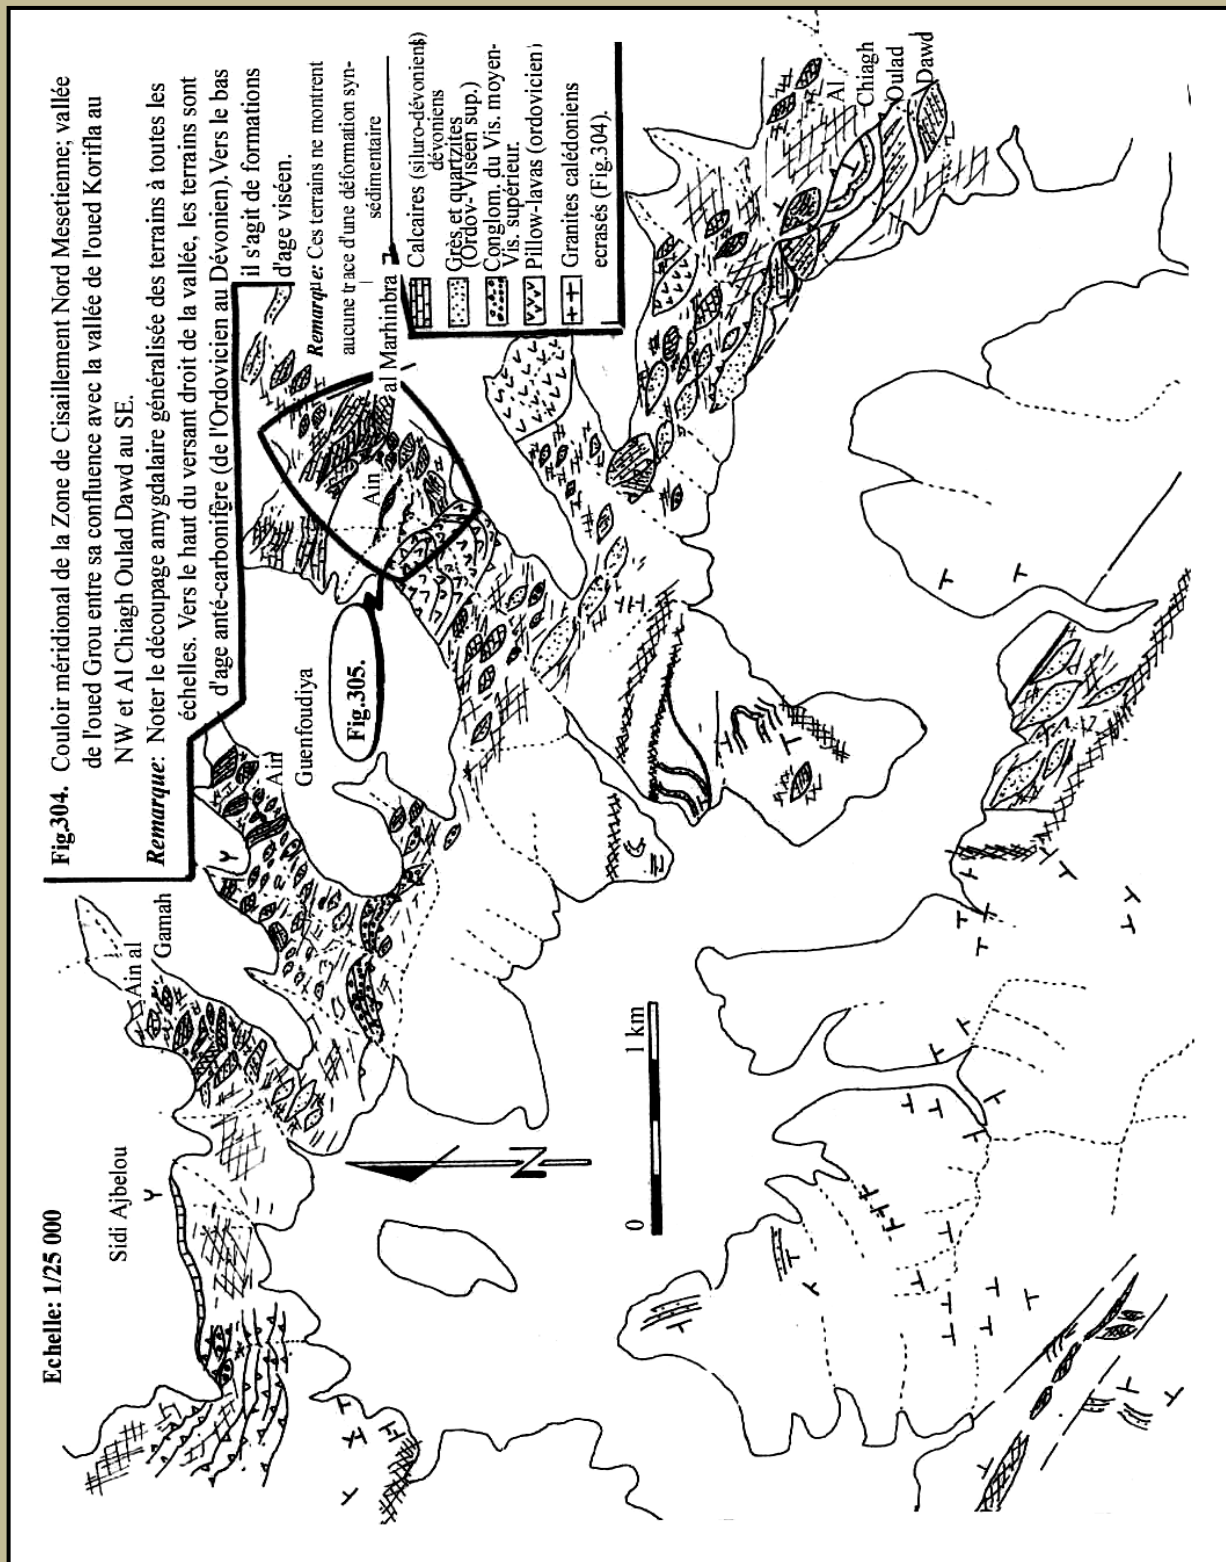 Fig.304. Couloir méridional de la Zone de Cisaillement Nord Mesetienne; vallée
de l'oued Grou entre sa confluence avec la vallée de l'oued Korifla au
NW et Al Chiagh Oulad Dawd au SE.
Remarque: Noter le découpage amygdalaire généralisée des terrains à toutes les
échelles. Vers le haut du versant droit de la vallée, les terrains sont
d'age anté-carbonifère (de l'Ordovicien au Dévonien). Vers le bas
il s'agit de formations
d'age viséen.
Remarque: Ces terrains ne montrent
aucune trace d'une déformation syn-
sédimentaire
Calcaires (siluro-dévoniens)
dévoniens
Grès et quartzites
(Ordov-Viséen sup.)
Conglom. du Vis. moyen-
Vis. supérieur.
Pillow-lavas (ordovicien)
Granites calédoniens
ecrasés (Fig.304).
Echelle: 1/25 000
Sidi Ajbelou
Ain al
Gamah
Ain
Guenfoudiya
Fig.305.
Ain
al Marhinbra
Al
Chiagh
Oulad
Dawd
N
0
1 km